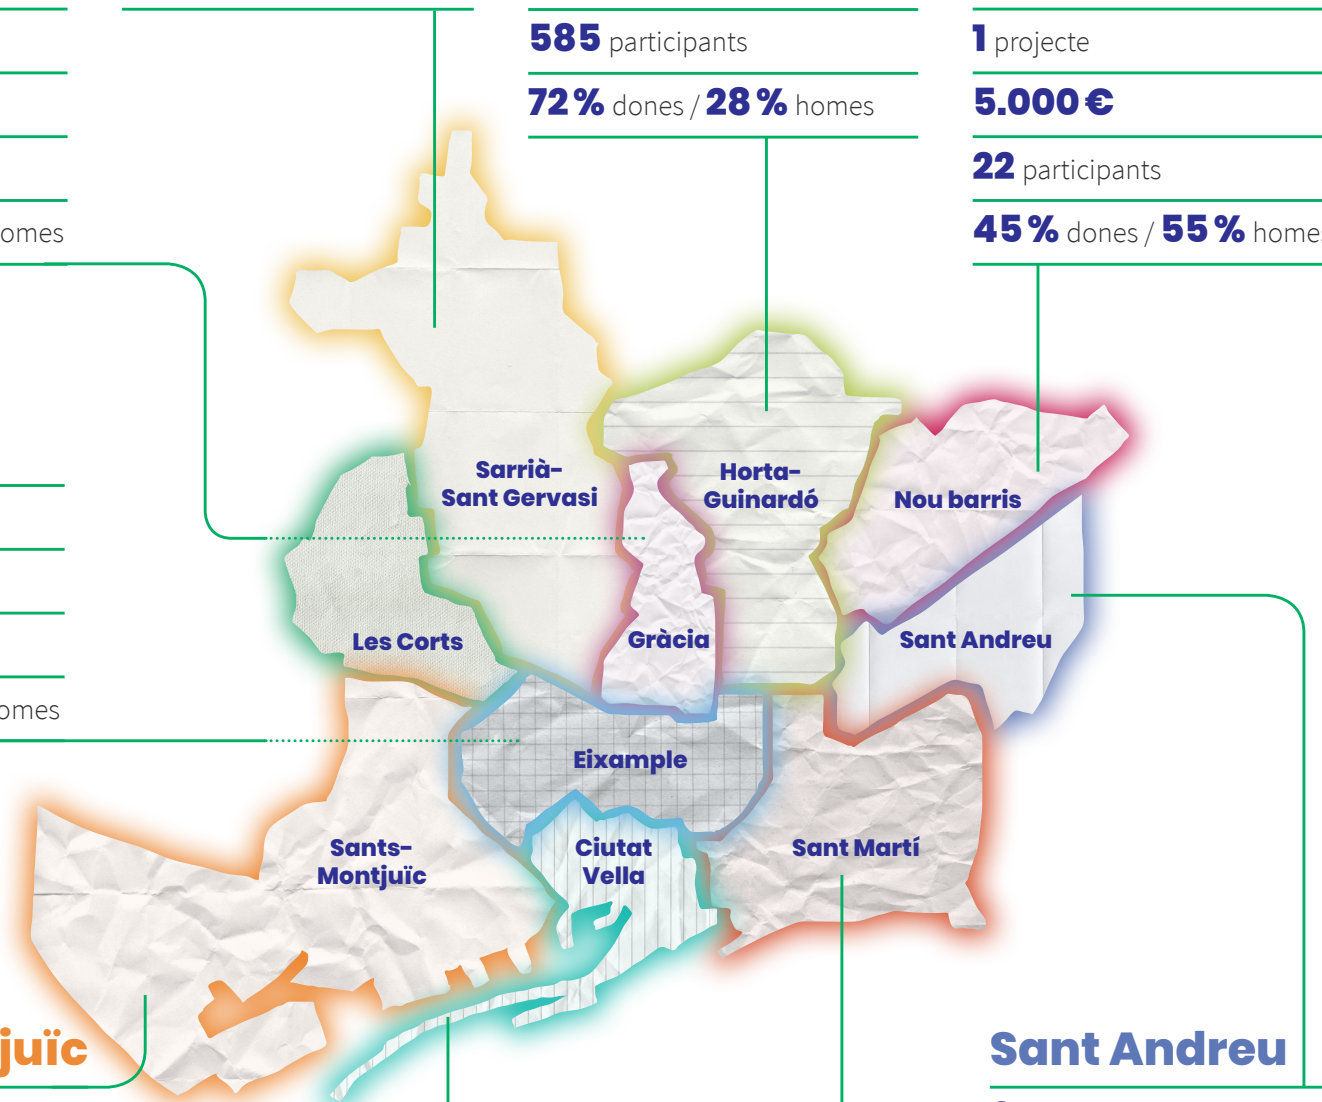 585 participants
72% dones / 28% homes
1 projecte
5.000€
22 participants
45% dones / 55% homes
omes
Sarrià-
Sant Gervasi
Horta-
Guinardó
Nou barris
Les Corts
Gràcia
Sant Andreu
omes
Eixample
Sants-
Montjuïc
Ciutat
Vella
Sant Martí
juïc
Sant Andreu